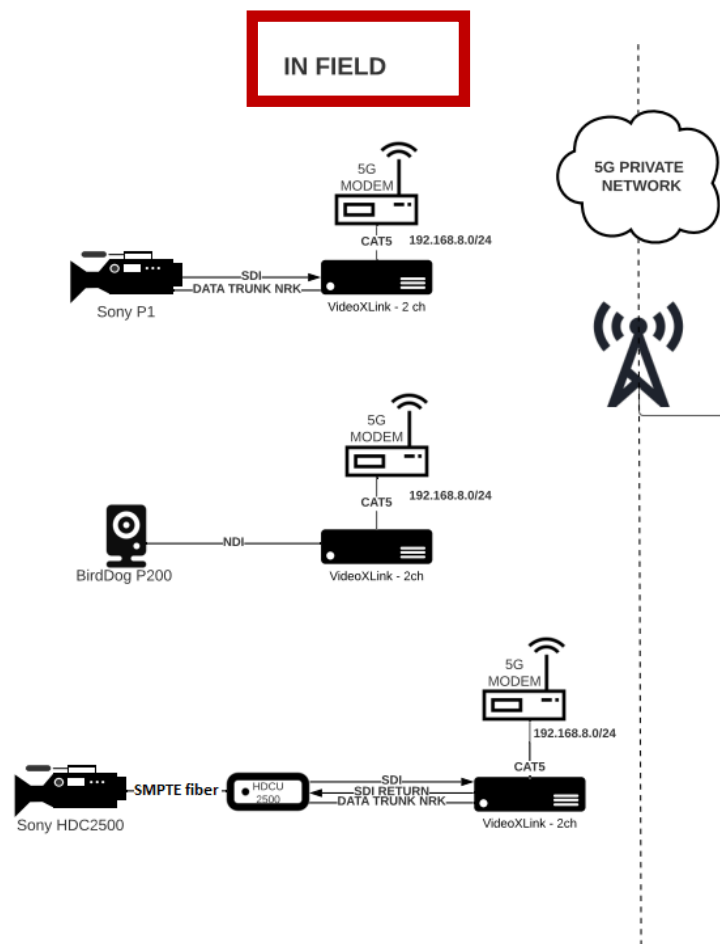 IN FIELD
5G PRIVATE
NETWORK
5G
MODEM
CAT5
192.168.8.0/24
SDI
DATA TRUNK NRK
Sony P1
VideoXLink - 2 ch
5G
MODEM
CAT5
192.168.8.0/24
NDI
BirdDog P200
VideoXLink - 2ch
5G
MODEM
192.168.8.0/24
CAT5
SMPTE fiber
HDCU
2500
SDI
SDI RETURN
DATA TRUNK NRK
Sony HDC2500
VideoXLink - 2ch